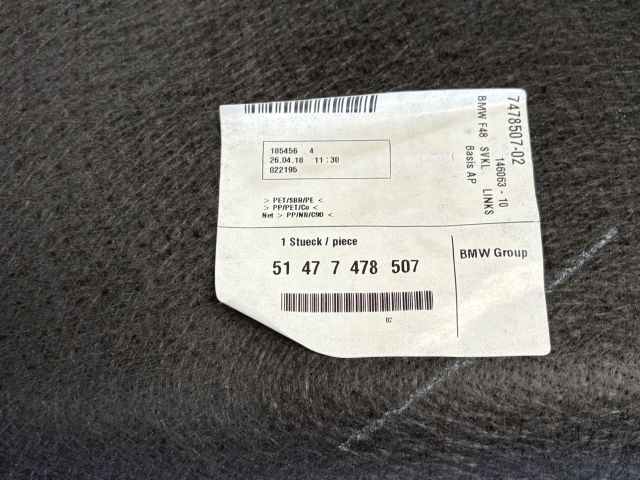 185456 4
26.04.18 11:30
022195
> PET/SBR/PE <
> PP/PET/Co <
Net > PP/NR/C9D <
7478507-02
146063 - 10
BMW F48 SVKL LINKS
Basis AP
1 Stueck / piece
51 47 7 478 507
02
BMW Group